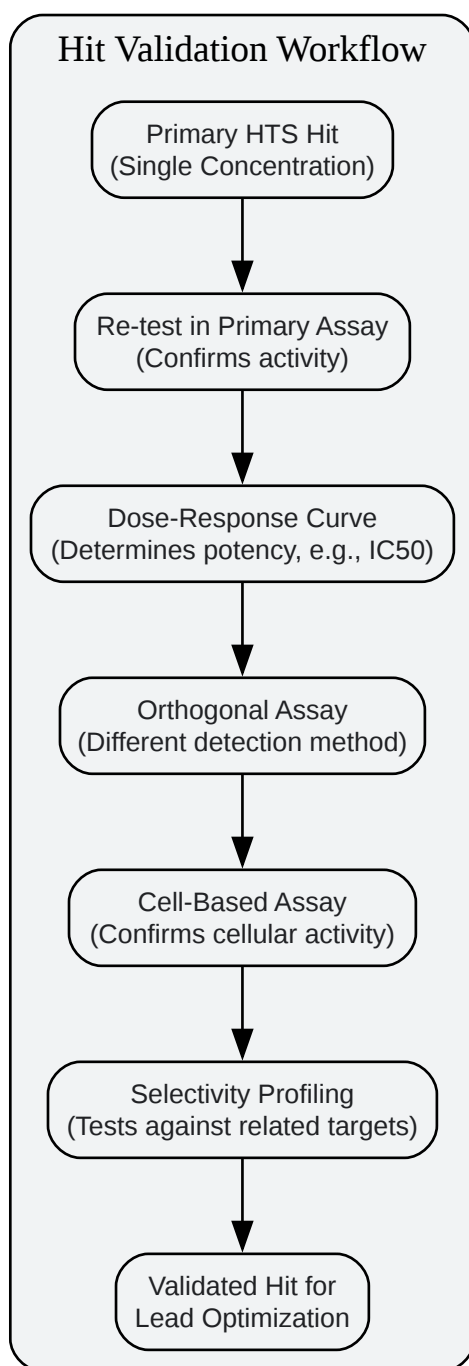 Hit Validation Workflow
Primary HTS Hit
(Single Concentration)
Re-test in Primary Assay
(Confirms activity)
Dose-Response Curve
(Determines potency, e.g., IC50)
Orthogonal Assay
(Different detection method)
Cell-Based Assay
(Confirms cellular activity)
Selectivity Profiling
(Tests against related targets)
Validated Hit for
Lead Optimization